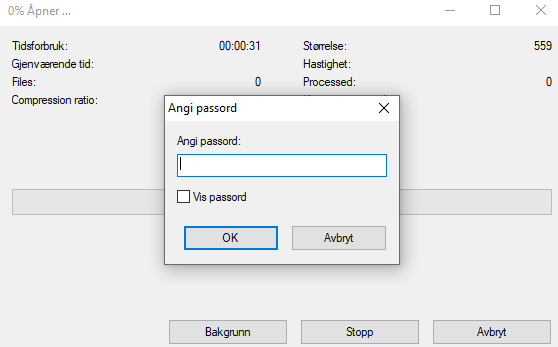 0% Åpner ...
Tidsforbruk: 00:00:31 Størrelse: 559
Gjenværende tid: Hastighet:
Files: 0 Processed: 0
Compression ratio:
Angi passord
Angi passord:
Vis passord
OK Avbryt
Bakgrunn Stopp Avbryt